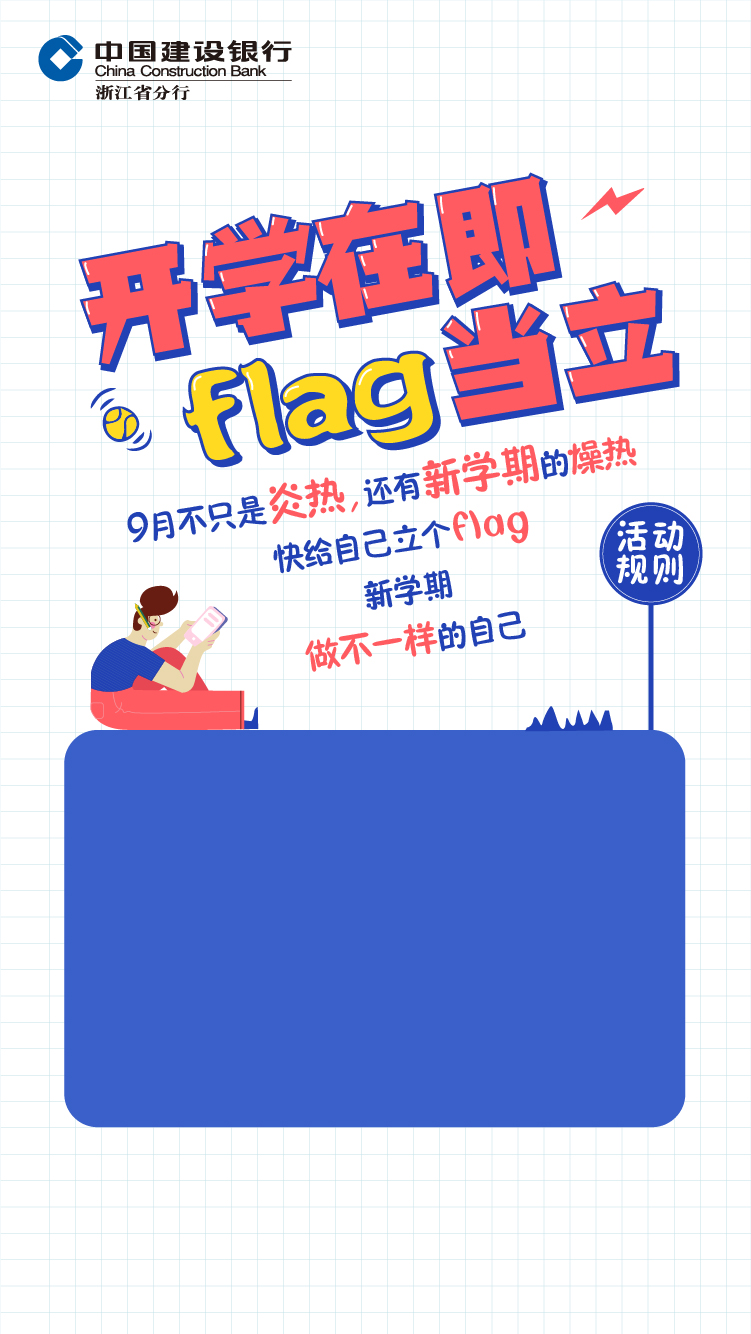 中国建设银行
China Construction Bank
浙江省分行
开学在即
flag当立
9月不只是炎热,还有新学期的燥热
快给自己立个flag
新学期
做不一样的自己
活动
规则